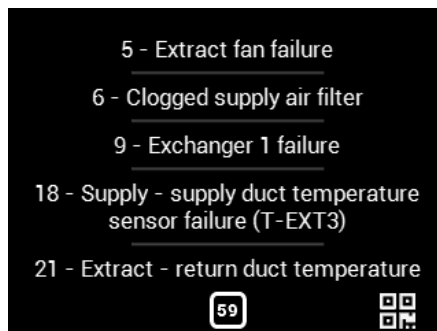 5 - Extract fan failure
6 - Clogged supply air filter
9 - Exchanger 1 failure
18 - Supply - supply duct temperature
sensor failure (T-EXT3)
21 - Extract - return duct temperature
59